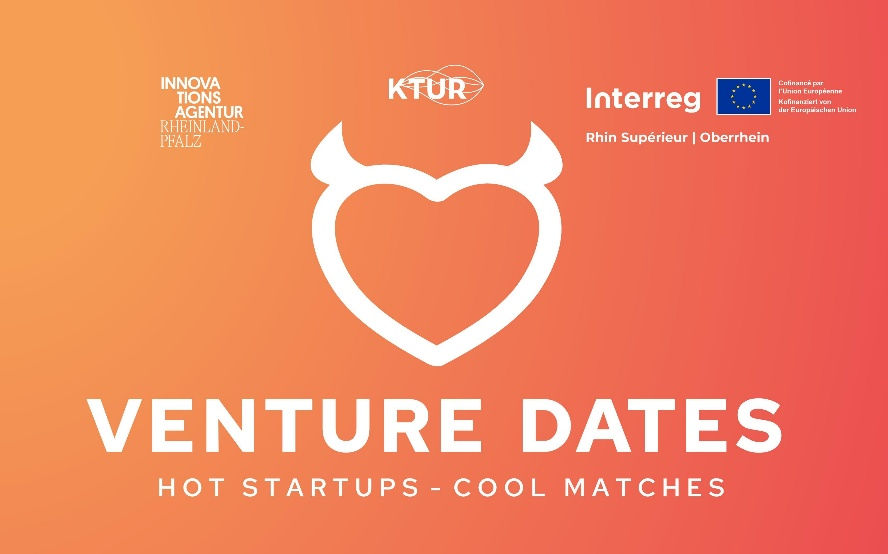 INNOVA
TIONS
AGENTUR
RHEINLAND-
PFALZ
KTUR
Interreg
Cofinancé par
l'Union Européenne
Kofinanziert von
der Europäischen Union
Rhin Supérieur | Oberrhein
VENTURE DATES
HOT STARTUPS - COOL MATCHES